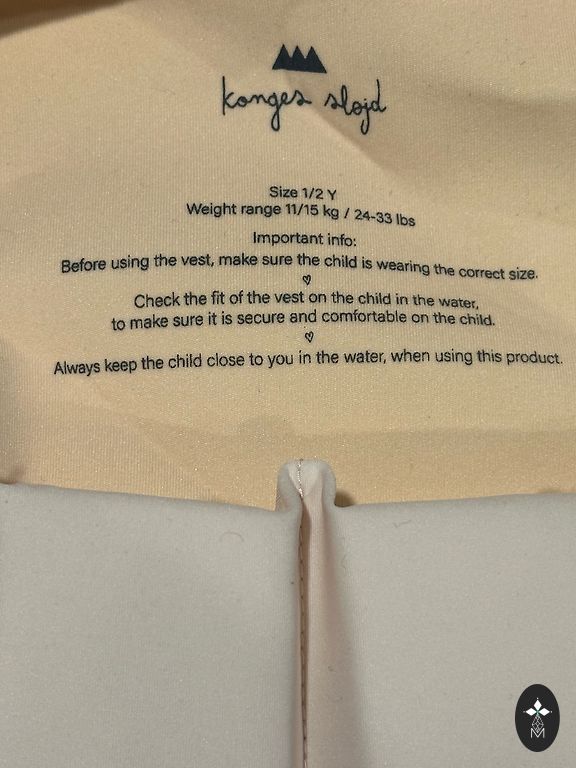 konges sløjd
Size 1/2 Y
Weight range 11/15 kg / 24-33 lbs
Important info:
Before using the vest, make sure the child is wearing the correct size.
Check the fit of the vest on the child in the water,
to make sure it is secure and comfortable on the child.
Always keep the child close to you in the water, when using this product.
M